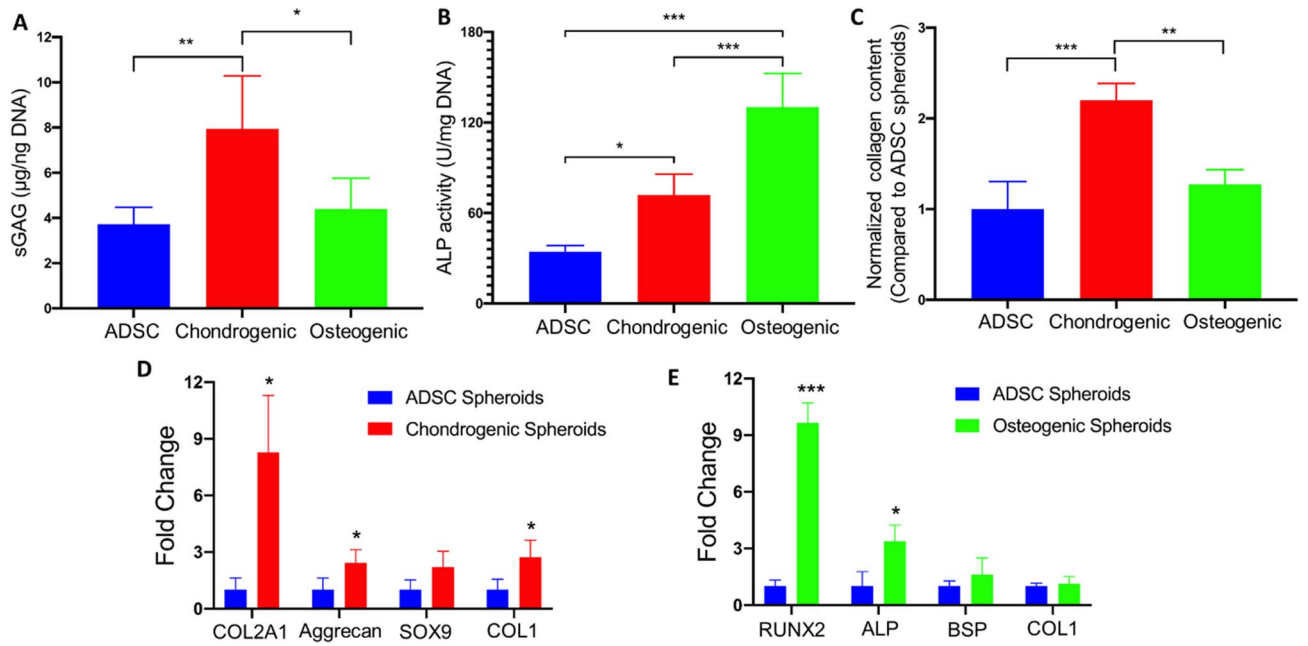 A
sGAG (µg/ng DNA)
12
10
8
6
4
2
0
**
*
ADSC Chondrogenic Osteogenic
B
ALP activity (U/mg DNA)
180
120
60
0
***
***
*
ADSC Chondrogenic Osteogenic
C
Normalized collagen content
(Compared to ADSC spheroids)
3
2
1
0
***
**
ADSC Chondrogenic Osteogenic
D
Fold Change
12
9
6
3
0
*
*
*
ADSC Spheroids
Chondrogenic Spheroids
COL2A1 Aggrecan SOX9 COL1
E
Fold Change
12
9
6
3
0
***
*
ADSC Spheroids
Osteogenic Spheroids
RUNX2 ALP BSP COL1